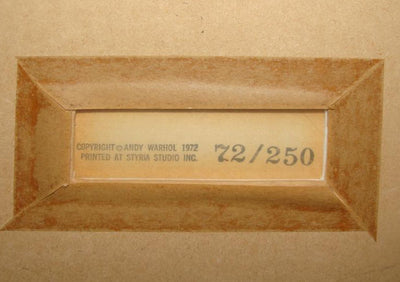 COPYRIGHT © ANDY WARHOL 1972
PRINTED AT STYRIA STUDIO INC.
72/250